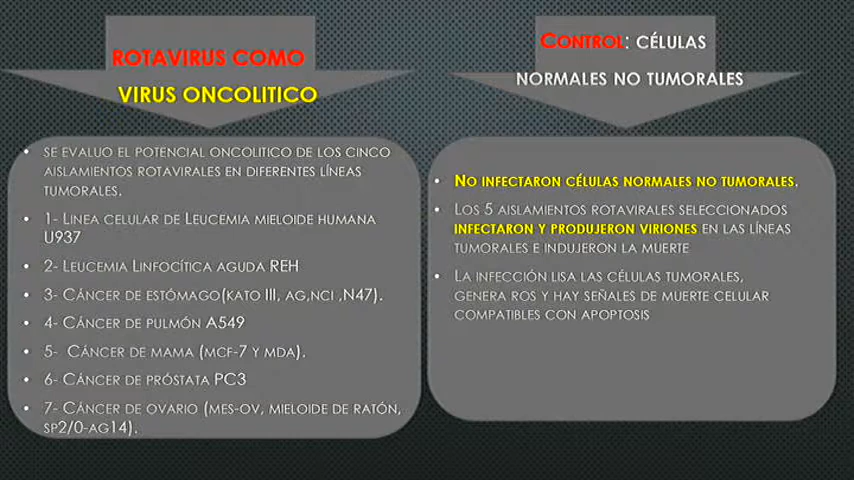 ROTAVIRUS COMO
VIRUS ONCOLITICO
• SE EVALUO EL POTENCIAL ONCOLITICO DE LOS CINCO
AISLAMIENTOS ROTAVIRALES EN DIFERENTES LÍNEAS
TUMORALES.
• 1- LINEA CELULAR DE LEUCEMIA MIELOIDE HUMANA
U937
• 2- LEUCEMIA LINFOCÍTICA AGUDA REH
• 3- CÁNCER DE ESTÓMAGO(KATO III, AG,NCI ,N47).
• 4- CÁNCER DE PULMÓN A549
• 5- CÁNCER DE MAMA (MCF-7 Y MDA).
• 6- CÁNCER DE PRÓSTATA PC3
• 7- CÁNCER DE OVARIO (MES-OV, MIELOIDE DE RATÓN,
SP2/0-AG14).
CONTROL: CÉLULAS
NORMALES NO TUMORALES
• NO INFECTARON CÉLULAS NORMALES NO TUMORALES.
• LOS 5 AISLAMIENTOS ROTAVIRALES SELECCIONADOS
INFECTARON Y PRODUJERON VIRIONES EN LAS LÍNEAS
TUMORALES E INDUJERON LA MUERTE
• LA INFECCIÓN LISA LAS CÉLULAS TUMORALES,
GENERA ROS Y HAY SEÑALES DE MUERTE CELULAR
COMPATIBLES CON APOPTOSIS